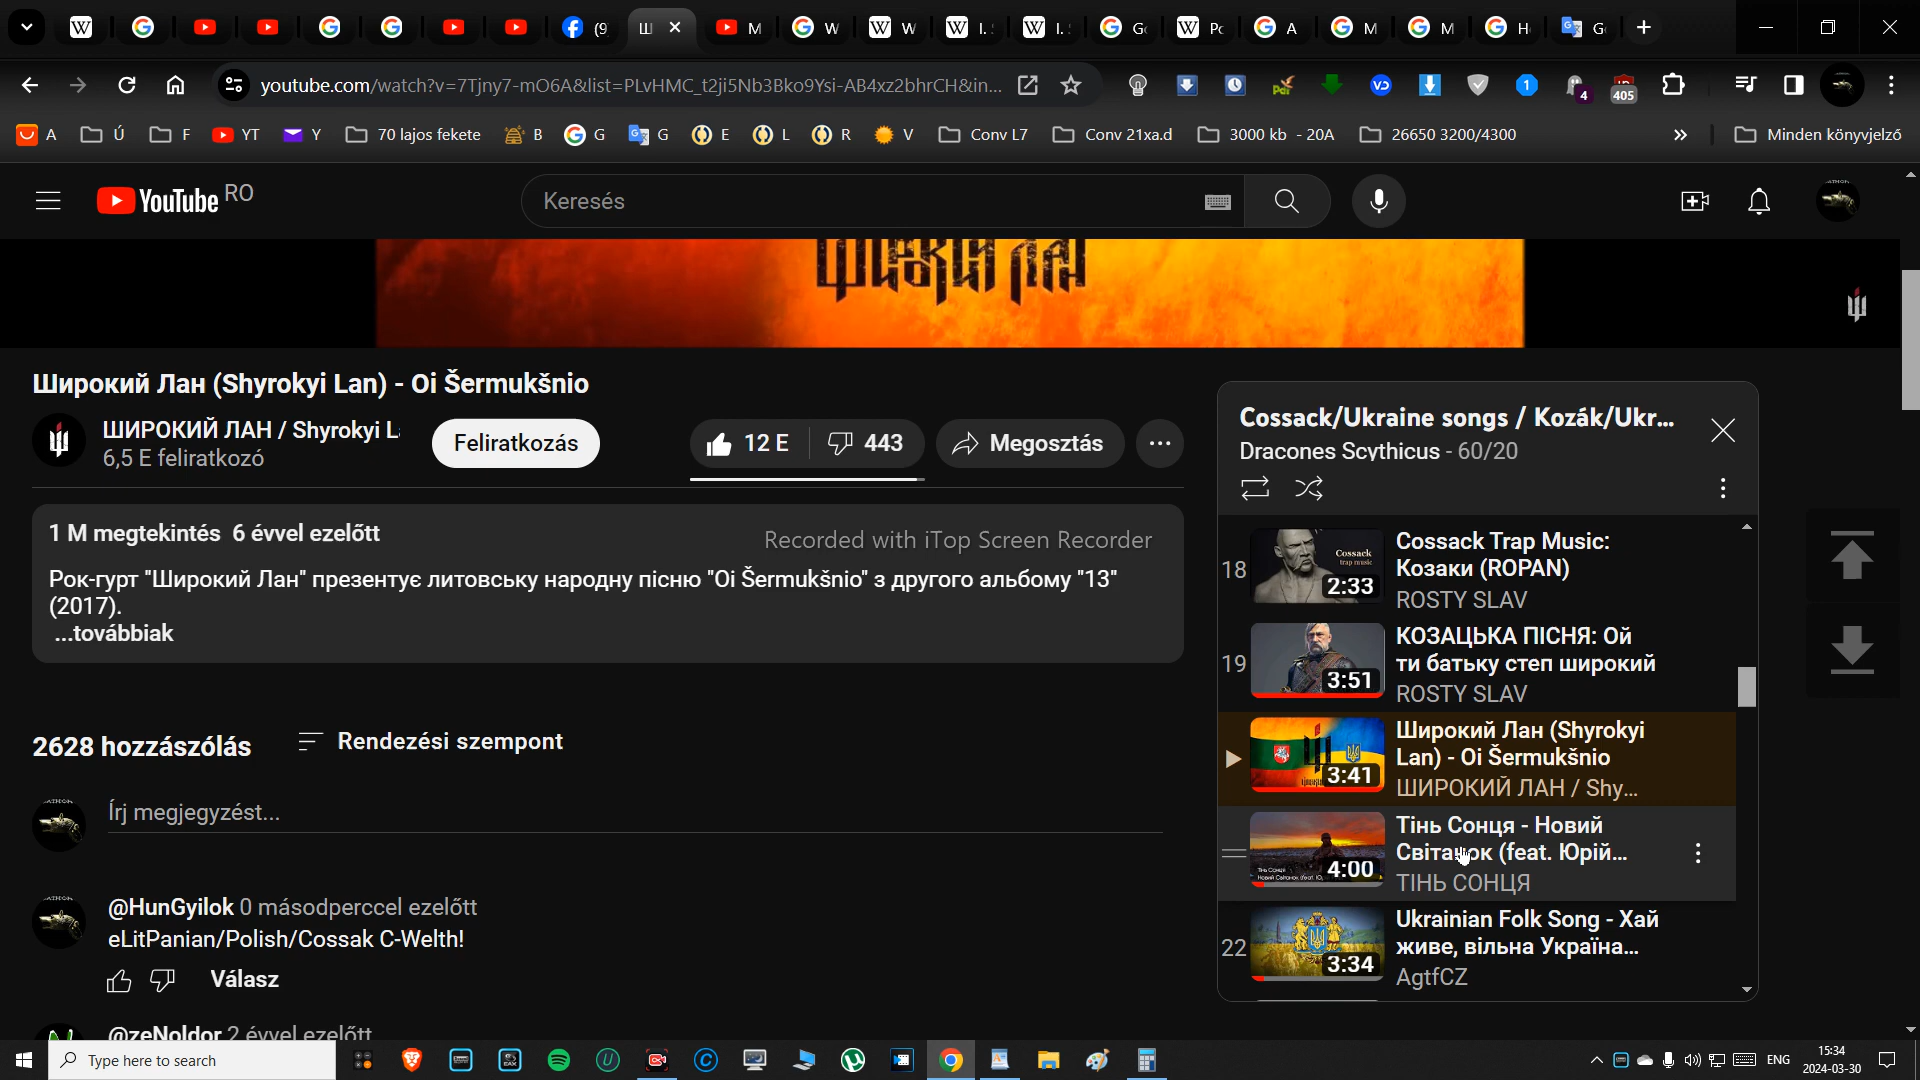 W
M
W
W
I. :
I. :
G
Pc
A
M
M
H
G
(9
Ш
youtube.com/watch?v=7Tjny7-mO6A&list=PLvHMC_t2ji5Nb3Bko9Ysi-AB4xz2bhrCH&in...
4
1
405
A
Ú
F
YT
Y
70 lajos fekete
B
G
G
E
L
R
V
Conv L7
Conv 21xa.d
3000 kb - 20A
26650 3200/4300
»
Minden könyvjelző
YouTube RO
Keresés
Широкий Лан (Shyrokyi Lan) - Oi Šermukšnio
ШИРОКИЙ ЛАН / Shyrokyi L
6,5 E feliratkozó
Feliratkozás
12 E
443
Megosztás
1 M megtekintés 6 évvel ezelőtt
Recorded with iTop Screen Recorder
Рок-гурт "Широкий Лан" презентує литовську народну пісню "Oi Šermukšnio" з другого альбому "13"
(2017).
...továbbiak
2628 hozzászólás
Rendezési szempont
Írj megjegyzést...
@HunGyilok 0 másodperccel ezelőtt
eLitPanian/Polish/Cossak C-Welth!
Válasz
@zeNoldor 2 évvel ezelőtt
Cossack/Ukraine songs / Kozák/Ukr...
Dracones Scythicus - 60/20
18
Cossack
trap music
2:33
Cossack Trap Music:
Козаки (ROPAN)
ROSTY SLAV
19
3:51
КОЗАЦЬКА ПІСНЯ: Ой
ти батьку степ широкий
ROSTY SLAV
3:41
Широкий Лан (Shyrokyi
Lan) - Oi Šermukšnio
ШИРОКИЙ ЛАН / Shy...
4:00
Тінь Сонця - Новий
Світанок (feat. Юрій...
ТІНЬ СОНЦЯ
22
3:34
Ukrainian Folk Song - Хай
живе, вільна Україна...
AgtfCZ
Type here to search
ENG
15:34
2024-03-30